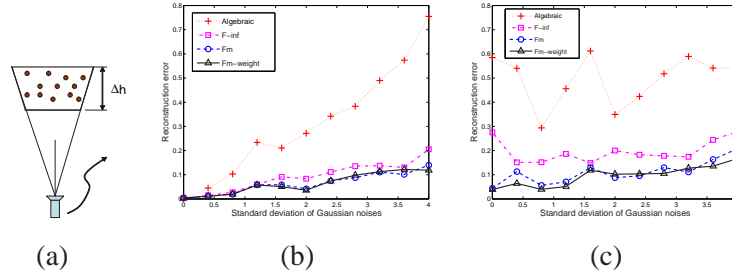 Δh
(a)
Algebraic
F−inf
Fm
Fm−weight
Reconstruction error
0.8
0.7
0.6
0.5
0.4
0.3
0.2
0.1
0
0 0.5 1 1.5 2 2.5 3 3.5 4
Standard deviation of Gaussian noises
(b)
Algebraic
F−inf
Fm
Fm−weight
Reconstruction error
0.8
0.7
0.6
0.5
0.4
0.3
0.2
0.1
0
0 0.5 1 1.5 2 2.5 3 3.5
Standard deviation of Gaussian noises
(c)